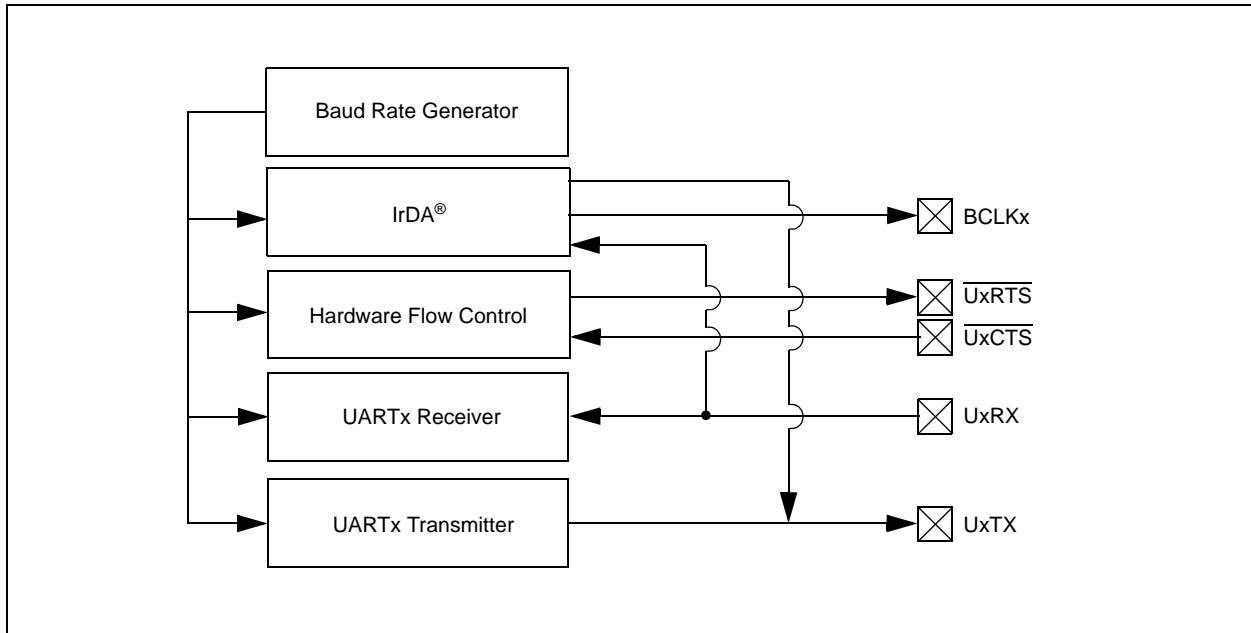 Baud Rate Generator
IrDA®
BCLKx
Hardware Flow Control
UxRTS
UxCTS
UARTx Receiver
UxRX
UARTx Transmitter
UxTX